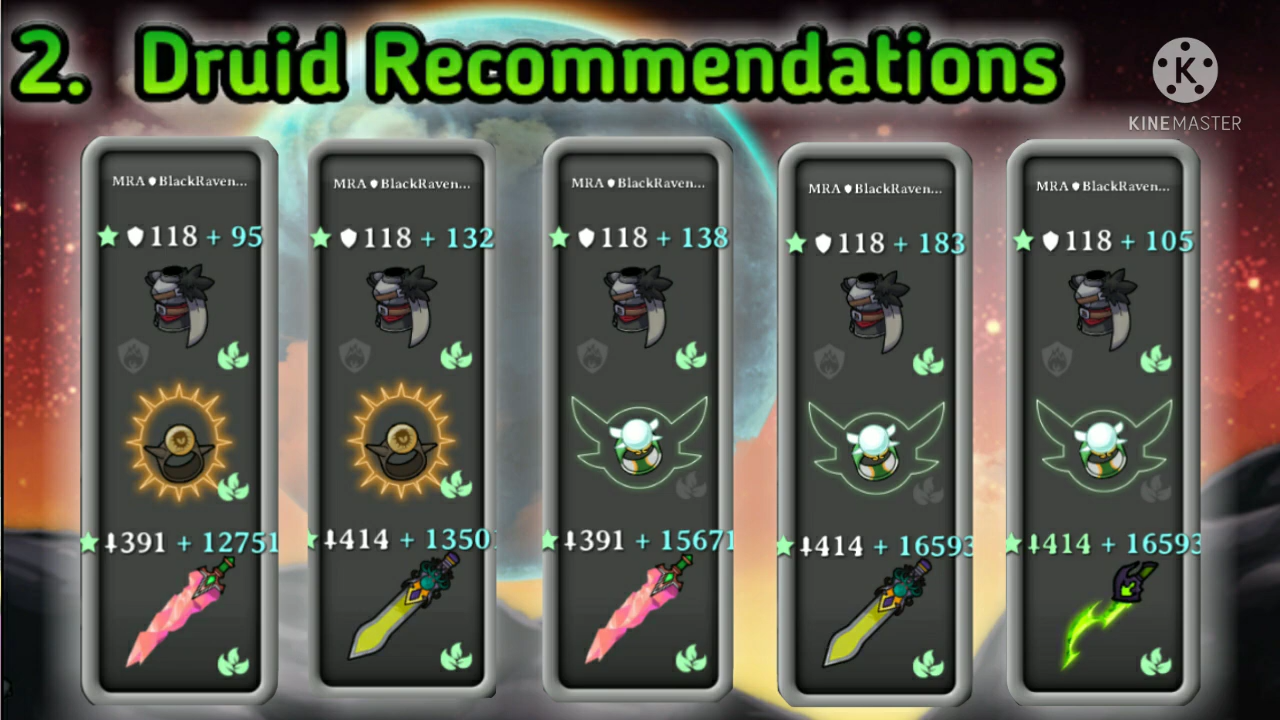 2. Druid Recommendations
K
KINEMASTER
MRA BlackRaven...
118 + 95
391 + 12751
MRA BlackRaven...
118 + 132
414 + 1350
MRA BlackRaven...
118 + 138
391 + 15671
MRA BlackRaven...
118 + 183
414 + 16593
MRA BlackRaven...
118 + 105
414 + 16593